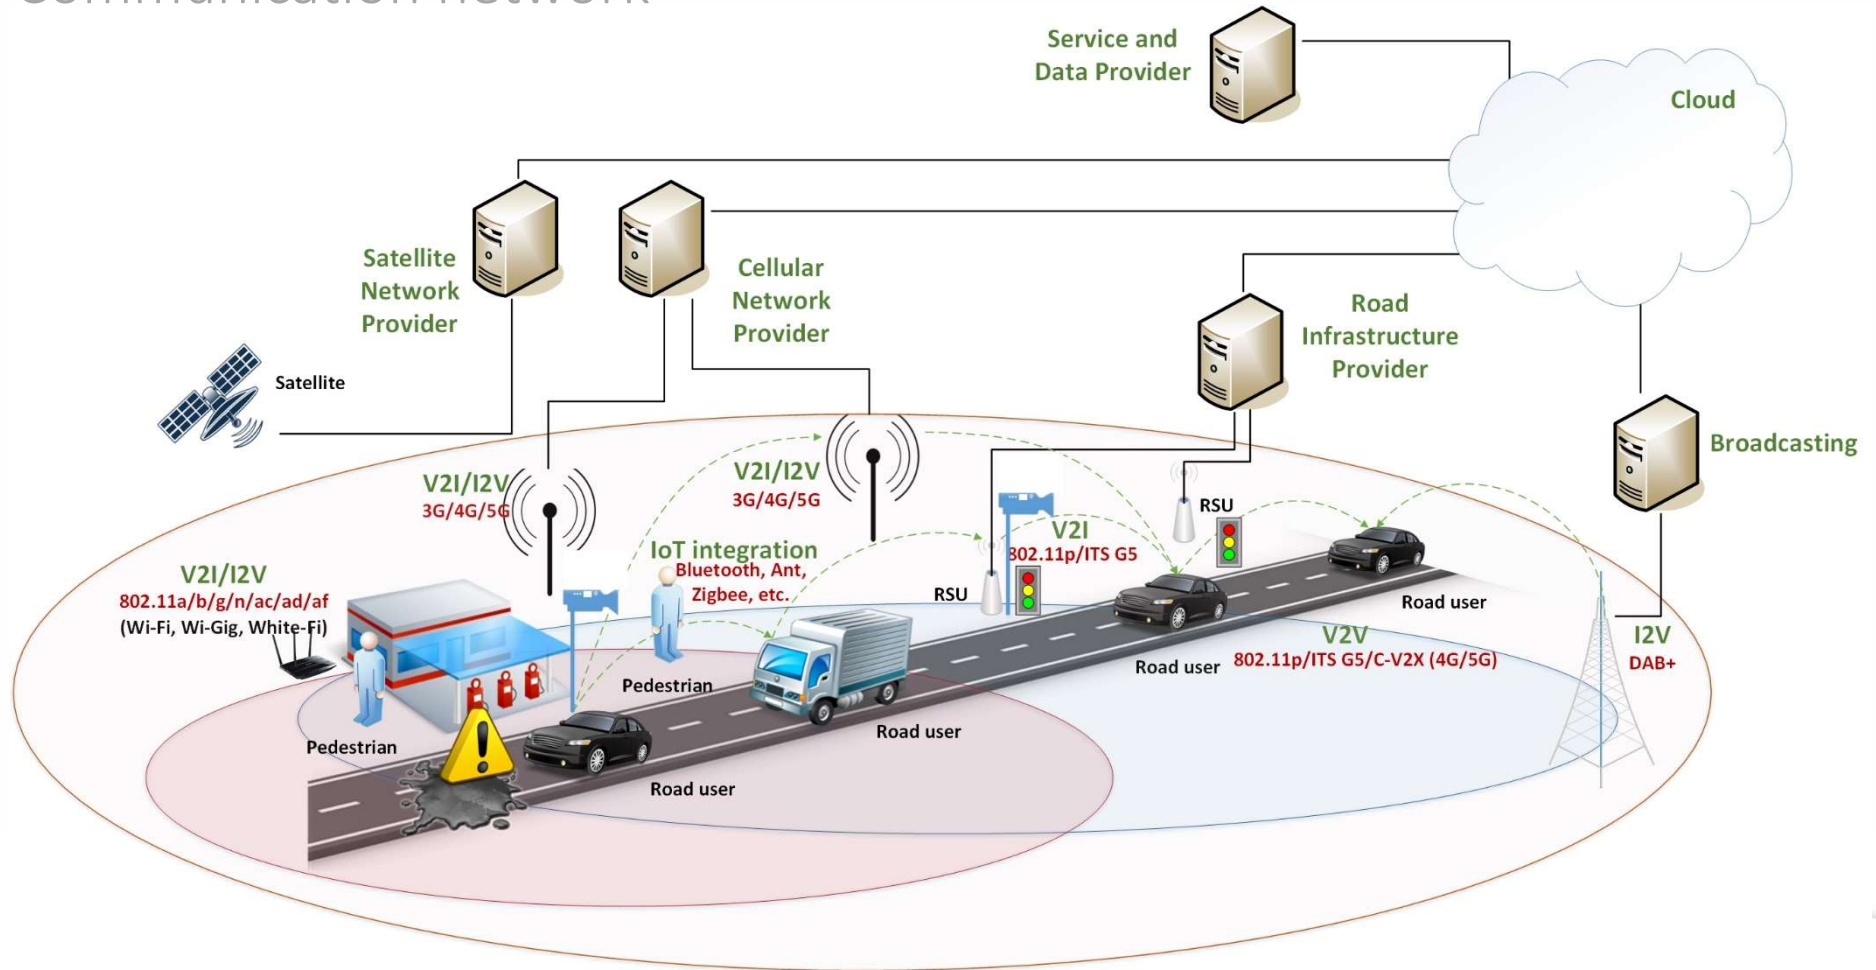 Communication network
Service and
Data Provider
Cloud
Satellite
Network
Provider
Cellular
Network
Provider
Road
Infrastructure
Provider
Satellite
Broadcasting
V2I/I2V
3G/4G/5G
V2I/I2V
3G/4G/5G
RSU
V2I
802.11p/ITS G5
IoT integration
Bluetooth, Ant,
Zigbee, etc.
V2I/I2V
802.11a/b/g/n/ac/ad/af
(Wi-Fi, Wi-Gig, White-Fi)
RSU
Road user
V2V
802.11p/ITS G5/C-V2X (4G/5G)
I2V
DAB+
Road user
Pedestrian
Road user
Pedestrian
Road user